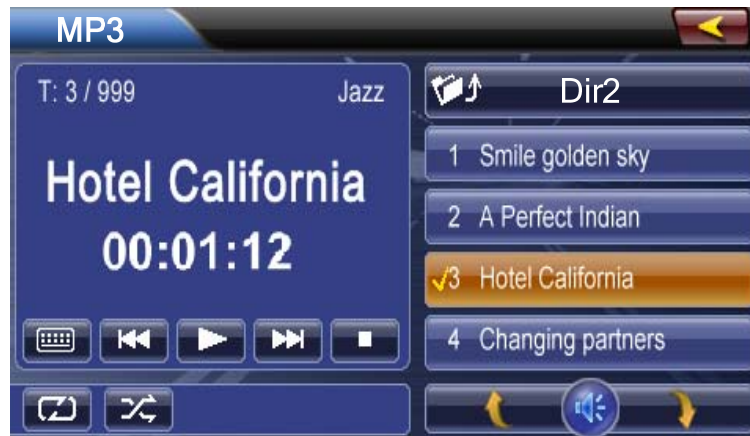 MP3
T: 3 / 999 Jazz
Hotel California
00:01:12
Dir2
1 Smile golden sky
2 A Perfect Indian
3 Hotel California
4 Changing partners